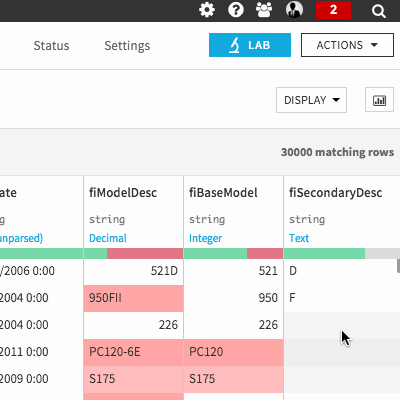 2
Status Settings LAB ACTIONS
DISPLAY
30000 matching rows
ate fiModelDesc fiBaseModel fiSecondaryDesc
g string string string
unparsed) Decimal Integer Text
/2006 0:00 521D 521 D
2004 0:00 950FII 950 F
2004 0:00 226 226
2011 0:00 PC120-6E PC120
2009 0:00 S175 S175